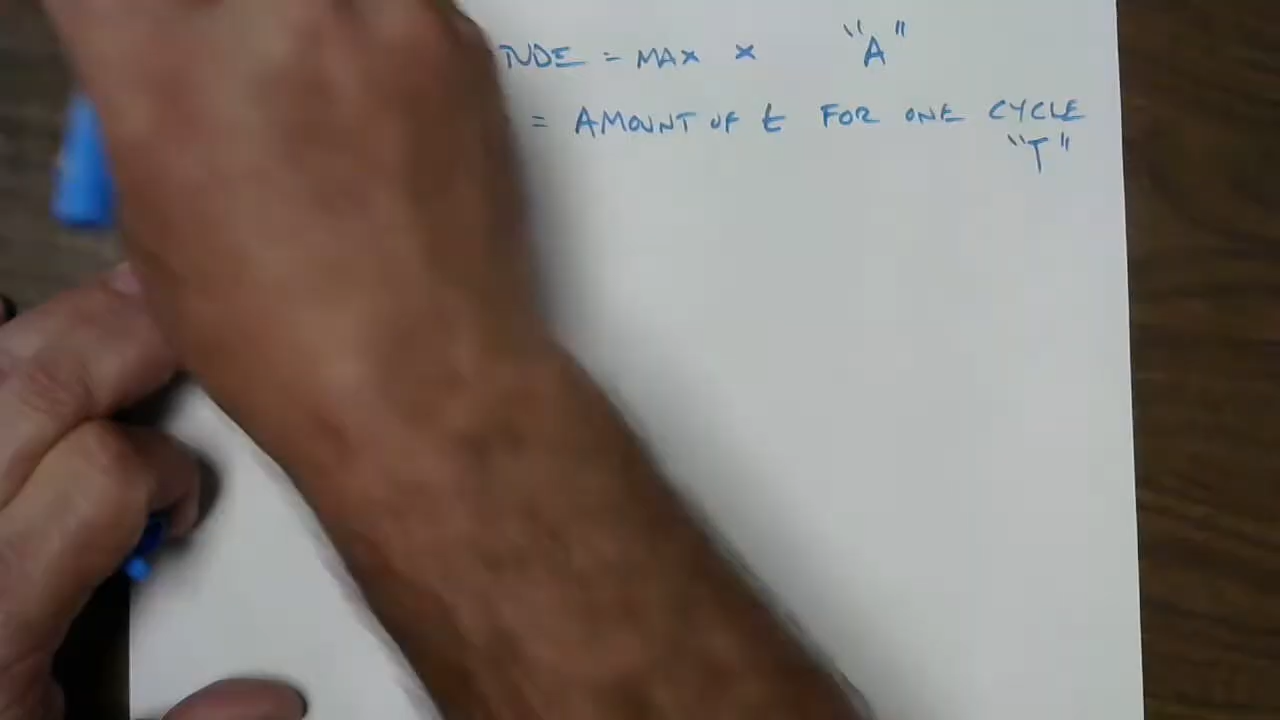 TUDE = MAX x "A"
= AMOUNT OF t FOR ONE CYCLE
"T"